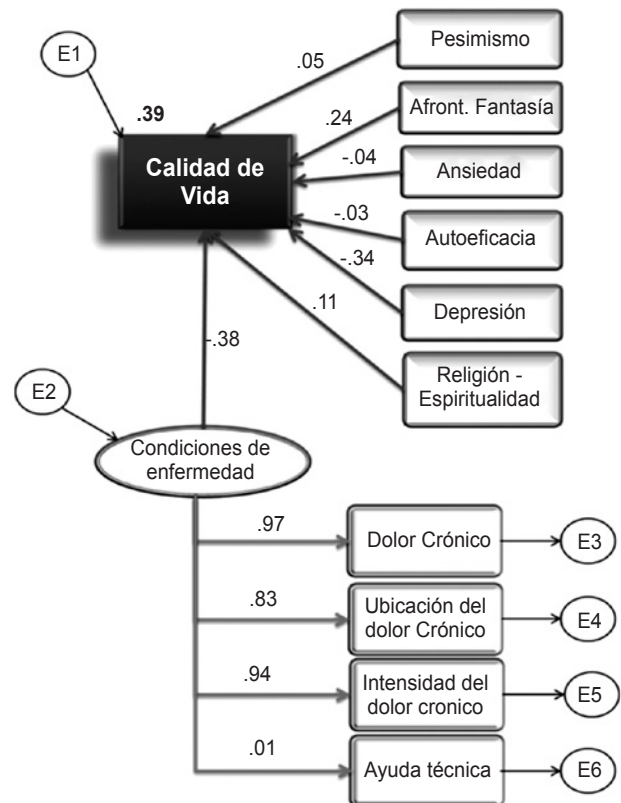 E1
.39
Calidad de
Vida
.05
Pesimismo
.24
Afront. Fantasía
-.04
Ansiedad
-.03
Autoeficacia
-.34
Depresión
.11
Religión -
Espiritualidad
-.38
E2
Condiciones de
enfermedad
.97
Dolor Crónico
E3
.83
Ubicación del
dolor Crónico
E4
.94
Intensidad del
dolor cronico
E5
.01
Ayuda técnica
E6